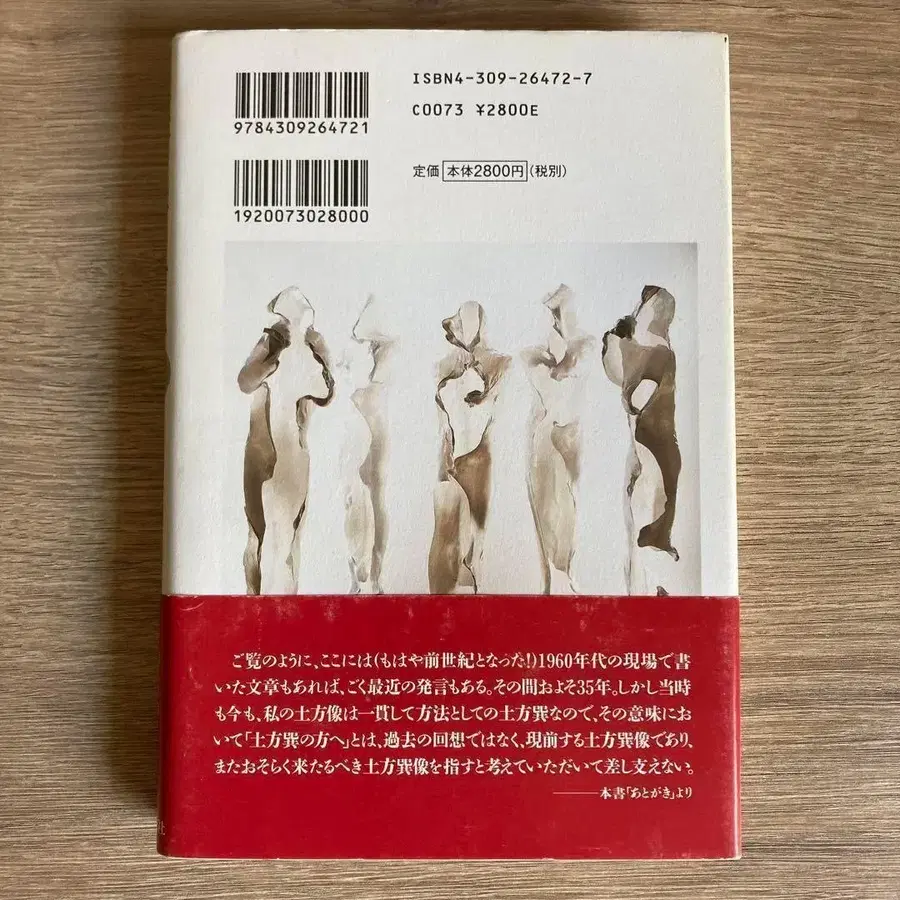 ISBN4-309-26472-7
C0073 ¥2800E
9784309264721
定価 本体2800円 (税別)
1920073028000
ご覧のように、ここには(もはや前世紀となった!)1960年代の現場で書
いた文章もあれば、ごく最近の発言もある。その間およそ35年。しかし当時
も今も、私の土方像は一貫して方法としての土方巽なので、その意味にお
いて「土方巽の方へ」とは、過去の回想ではなく、現前する土方巽像であり、
またおそらく来たるべき土方巽像を指すと考えていただいて差し支えない。
——本書「あとがき」より